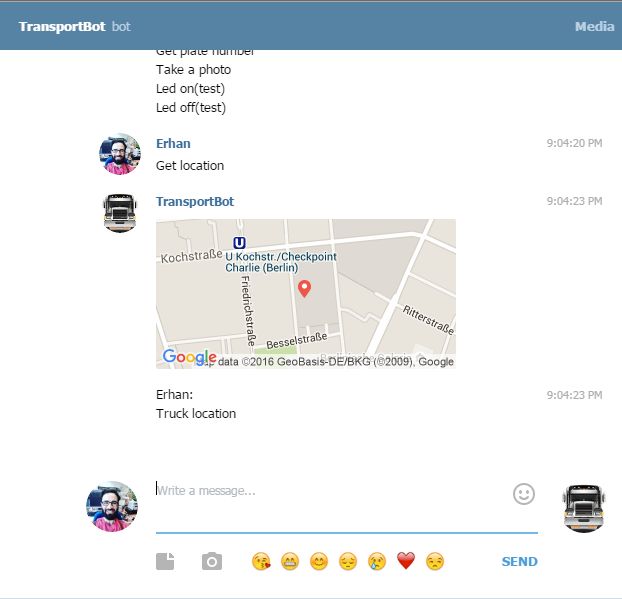 TransportBot bot
Media
Get plate number
Take a photo
Led on(test)
Led off(test)
Erhan
9:04:20 PM
Get location
TransportBot
9:04:23 PM
U
Kochstraße
U Kochstr./Checkpoint
Charlie (Berlin)
Friedrichstraße
Ritterstraße
Besselstraße
Google
Map data ©2016 GeoBasis-DE/BKG (©2009), Google
Erhan:
9:04:23 PM
Truck location
Write a message...
SEND